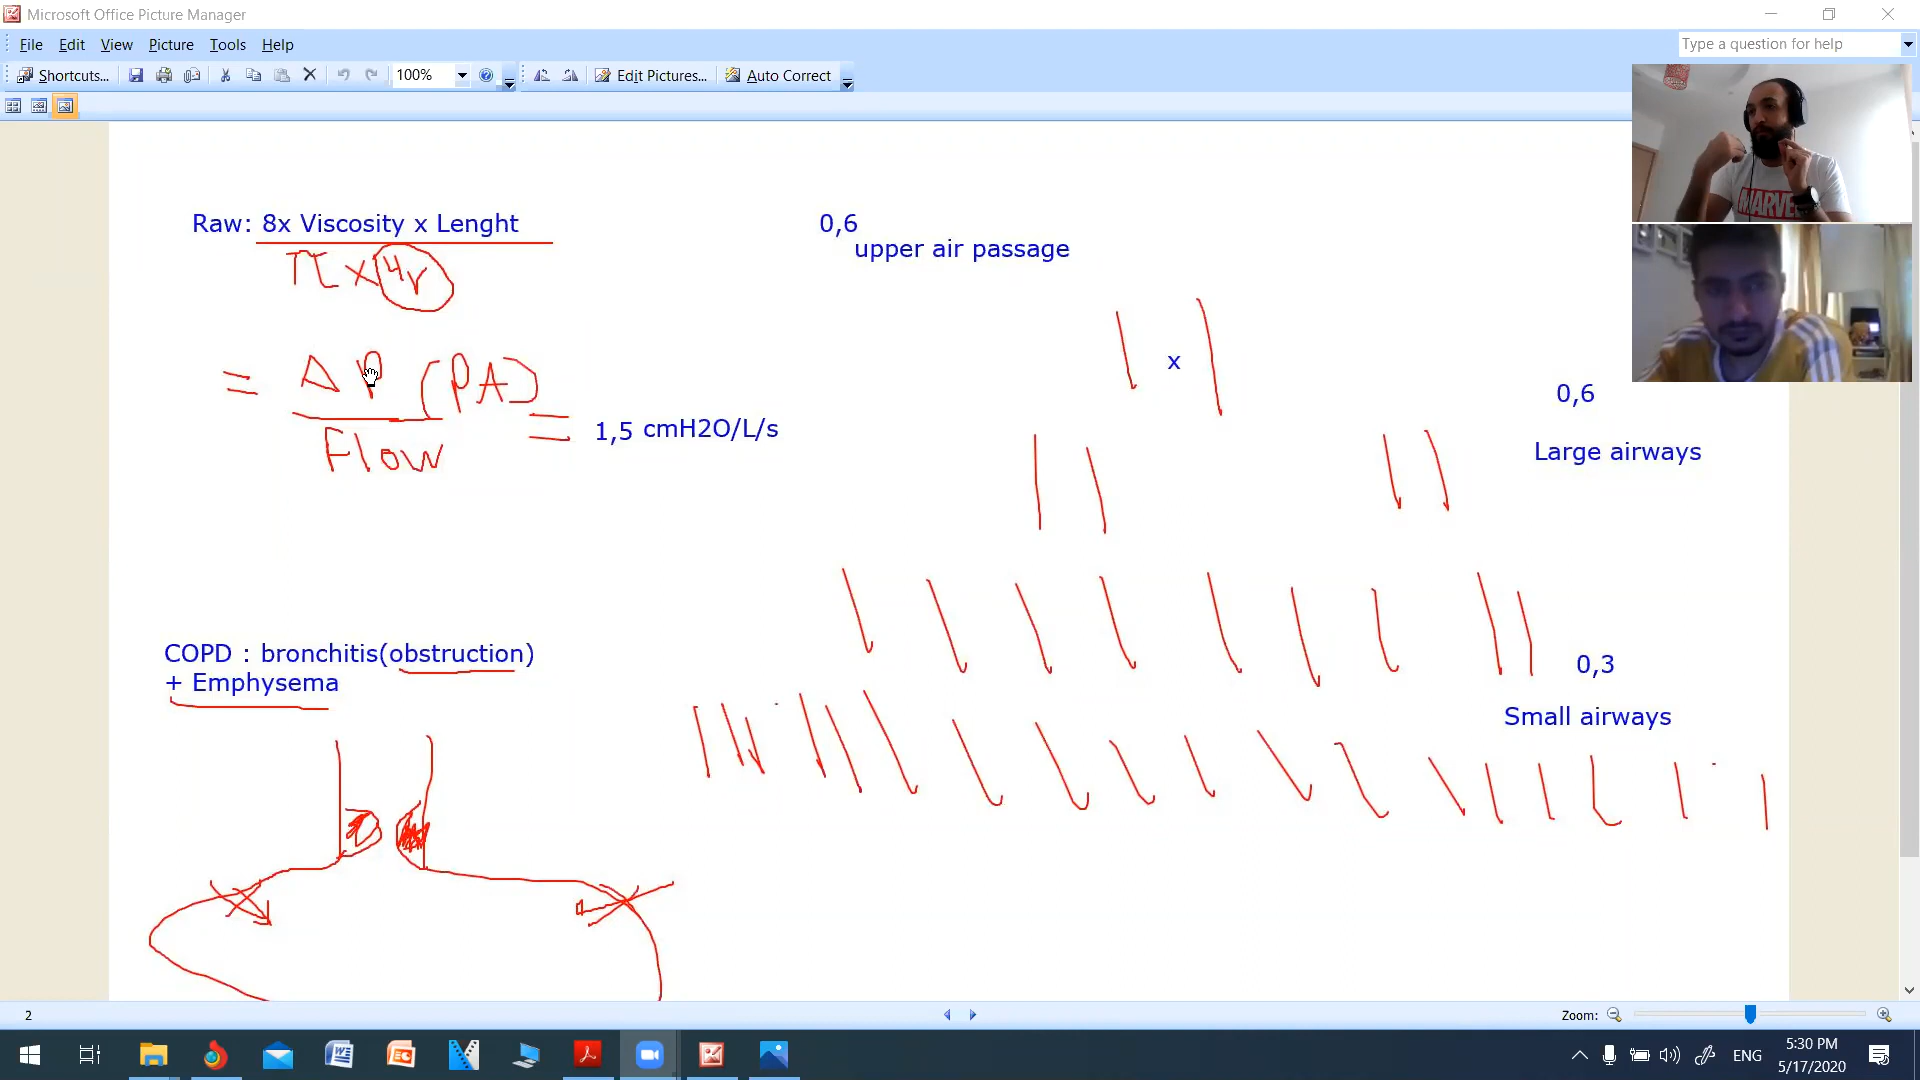 Microsoft Office Picture Manager
File Edit View Picture Tools Help
Type a question for help
Shortcuts... 100% Edit Pictures... Auto Correct
MARVEL
Raw: 8x Viscosity x Lenght
π x 4r
= ΔP (PA)
Flow
= 1,5 cmH2O/L/s
0,6
upper air passage
x
0,6
Large airways
0,3
Small airways
COPD : bronchitis(obstruction)
+ Emphysema
2
Zoom:
ENG
5:30 PM
5/17/2020